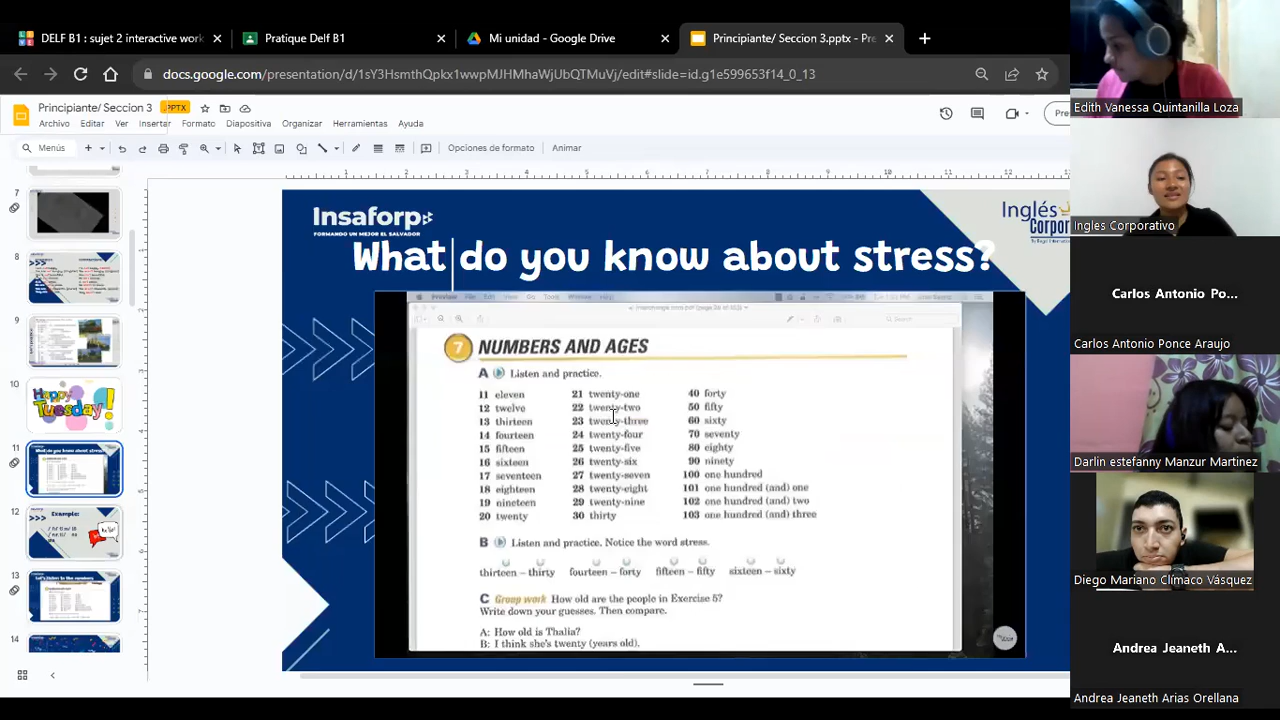 DELF B1 : sujet 2 interactive work
Pratique Delf B1
Mi unidad - Google Drive
Principiante/ Seccion 3.pptx - Pre
docs.google.com/presentation/d/1sY3HsmthQpkx1wwpMJHMhaWjUbQTMuVj/edit#slide=id.g1e599653f14_0_13
Principiante/ Seccion 3 .PPTX
Archivo Editar Ver Insertar Formato Diapositiva Organizar Herramientas Ayuda
Menús
Opciones de formato Animar
7
8
9
10
Happy Tuesday!
11
12
Example:
13
14
Insaforp
FORMANDO UN MEJOR EL SALVADOR
Inglés
What do you know about stress?
7 NUMBERS AND AGES
A Listen and practice.
11 eleven 21 twenty-one 40 forty
12 twelve 22 twenty-two 50 fifty
13 thirteen 23 twenty-three 60 sixty
14 fourteen 24 twenty-four 70 seventy
15 fifteen 25 twenty-five 80 eighty
16 sixteen 26 twenty-six 90 ninety
17 seventeen 27 twenty-seven 100 one hundred
18 eighteen 28 twenty-eight 101 one hundred (and) one
19 nineteen 29 twenty-nine 102 one hundred (and) two
20 twenty 30 thirty 103 one hundred (and) three
B Listen and practice. Notice the word stress.
thirteen – thirty fourteen – forty fifteen – fifty sixteen – sixty
C Group work How old are the people in Exercise 5?
Write down your guesses. Then compare.
A: How old is Thalia?
B: I think she's twenty (years old).
Edith Vanessa Quintanilla Loza
Ingles Corporativo
Carlos Antonio Po...
Carlos Antonio Ponce Araujo
Darlin estefanny Manzur Martinez
Diego Mariano Clímaco Vásquez
Andrea Jeaneth A...
Andrea Jeaneth Arias Orellana